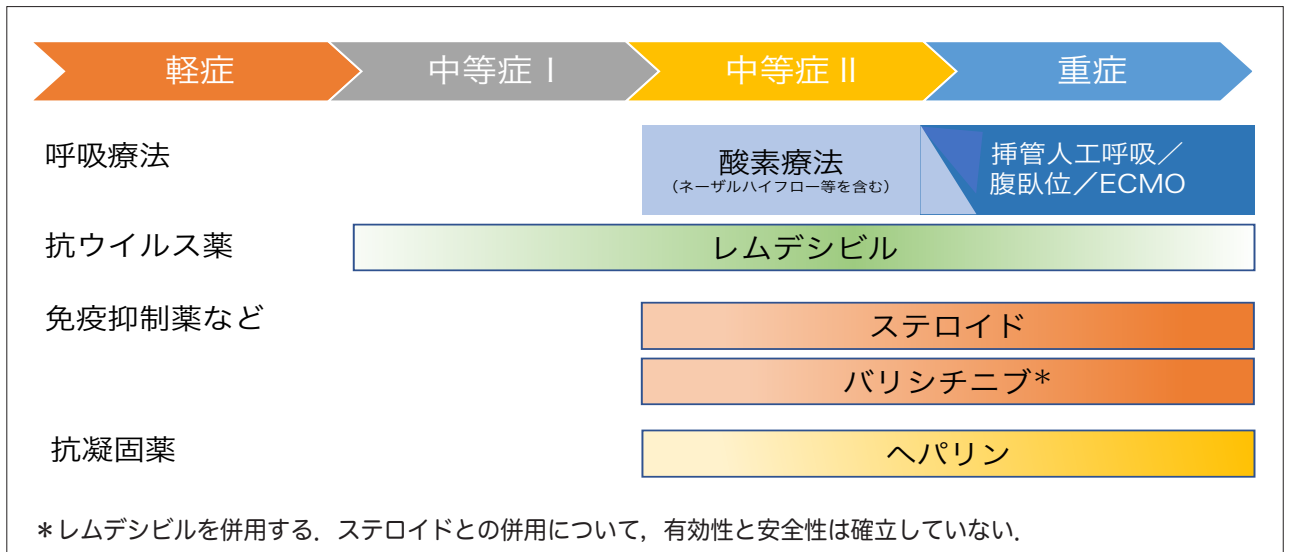 軽症
中等症Ⅰ
中等症Ⅱ
重症
呼吸療法
酸素療法
（ネーザルハイフロー等を含む）
挿管人工呼吸／
腹臥位／ECMO
抗ウイルス薬
レムデシビル
免疫抑制薬など
ステロイド
バリシチニブ*
抗凝固薬
ヘパリン
＊レムデシビルを併用する．ステロイドとの併用について，有効性と安全性は確立していない．